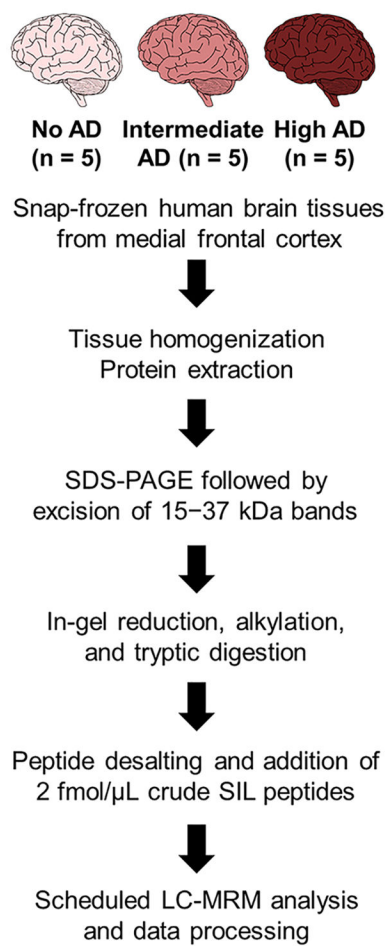 No AD Intermediate High AD
(n = 5) AD (n = 5) (n = 5)
Snap-frozen human brain tissues
from medial frontal cortex
Tissue homogenization
Protein extraction
SDS-PAGE followed by
excision of 15−37 kDa bands
In-gel reduction, alkylation,
and tryptic digestion
Peptide desalting and addition of
2 fmol/µL crude SIL peptides
Scheduled LC-MRM analysis
and data processing